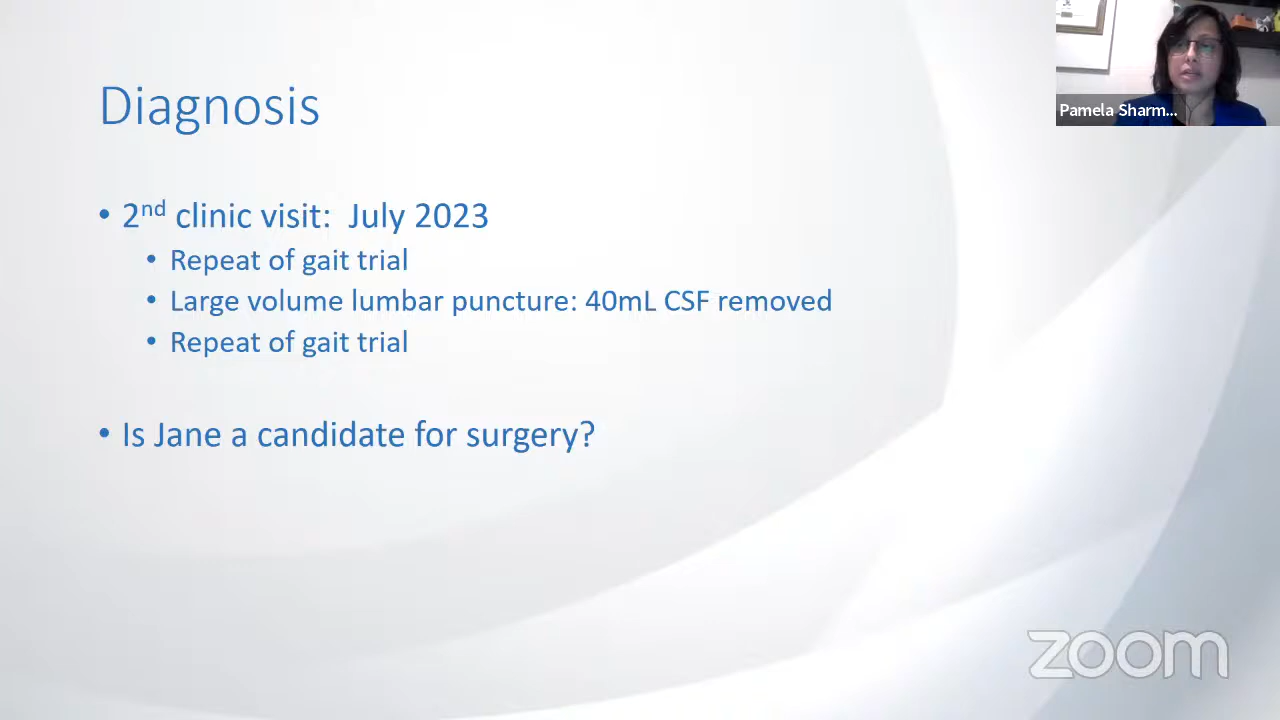 Diagnosis
Pamela Sharm...
• 2nd clinic visit: July 2023
• Repeat of gait trial
• Large volume lumbar puncture: 40mL CSF removed
• Repeat of gait trial
• Is Jane a candidate for surgery?
zoom